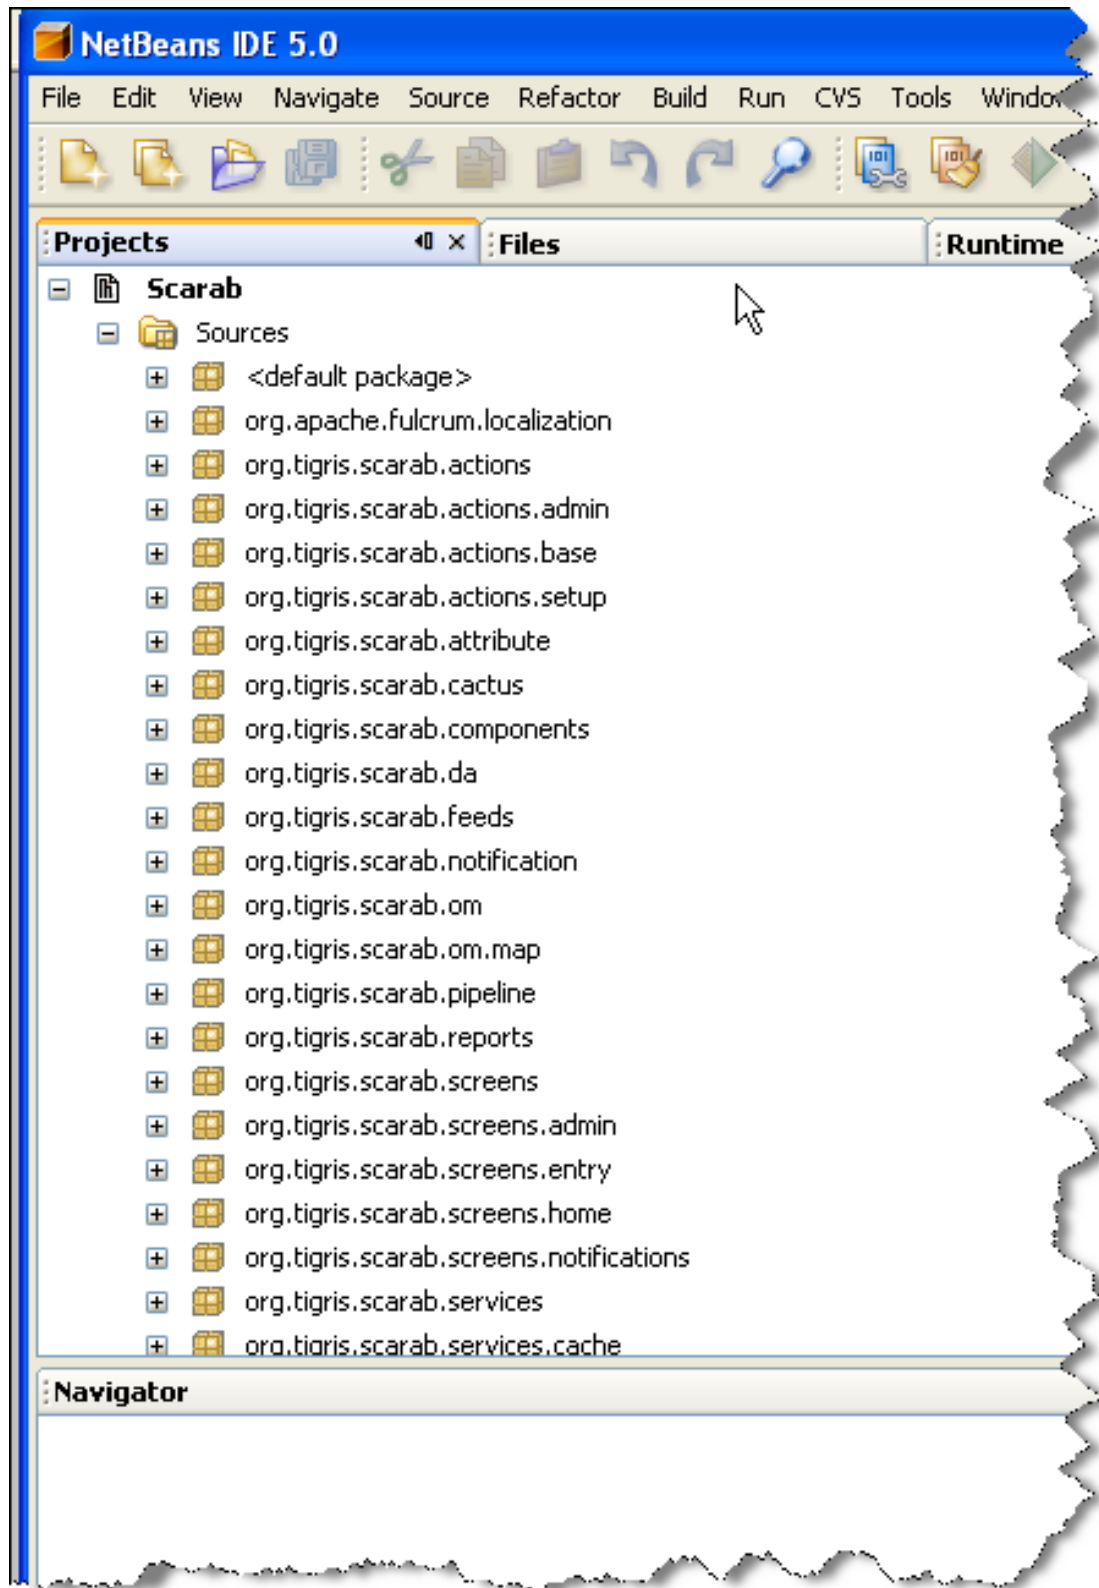 NetBeans IDE 5.0
File Edit View Navigate Source Refactor Build Run CVS Tools
Projects Files Runtime
Scarab
Sources
<default package>
org.apache.fulcrum.localization
org.tigris.scarab.actions
org.tigris.scarab.actions.admin
org.tigris.scarab.actions.base
org.tigris.scarab.actions.setup
org.tigris.scarab.attribute
org.tigris.scarab.cactus
org.tigris.scarab.components
org.tigris.scarab.da
org.tigris.scarab.feeds
org.tigris.scarab.notification
org.tigris.scarab.om
org.tigris.scarab.om.map
org.tigris.scarab.pipeline
org.tigris.scarab.reports
org.tigris.scarab.screens
org.tigris.scarab.screens.admin
org.tigris.scarab.screens.entry
org.tigris.scarab.screens.home
org.tigris.scarab.screens.notifications
org.tigris.scarab.services
org.tigris.scarab.services.cache
Navigator